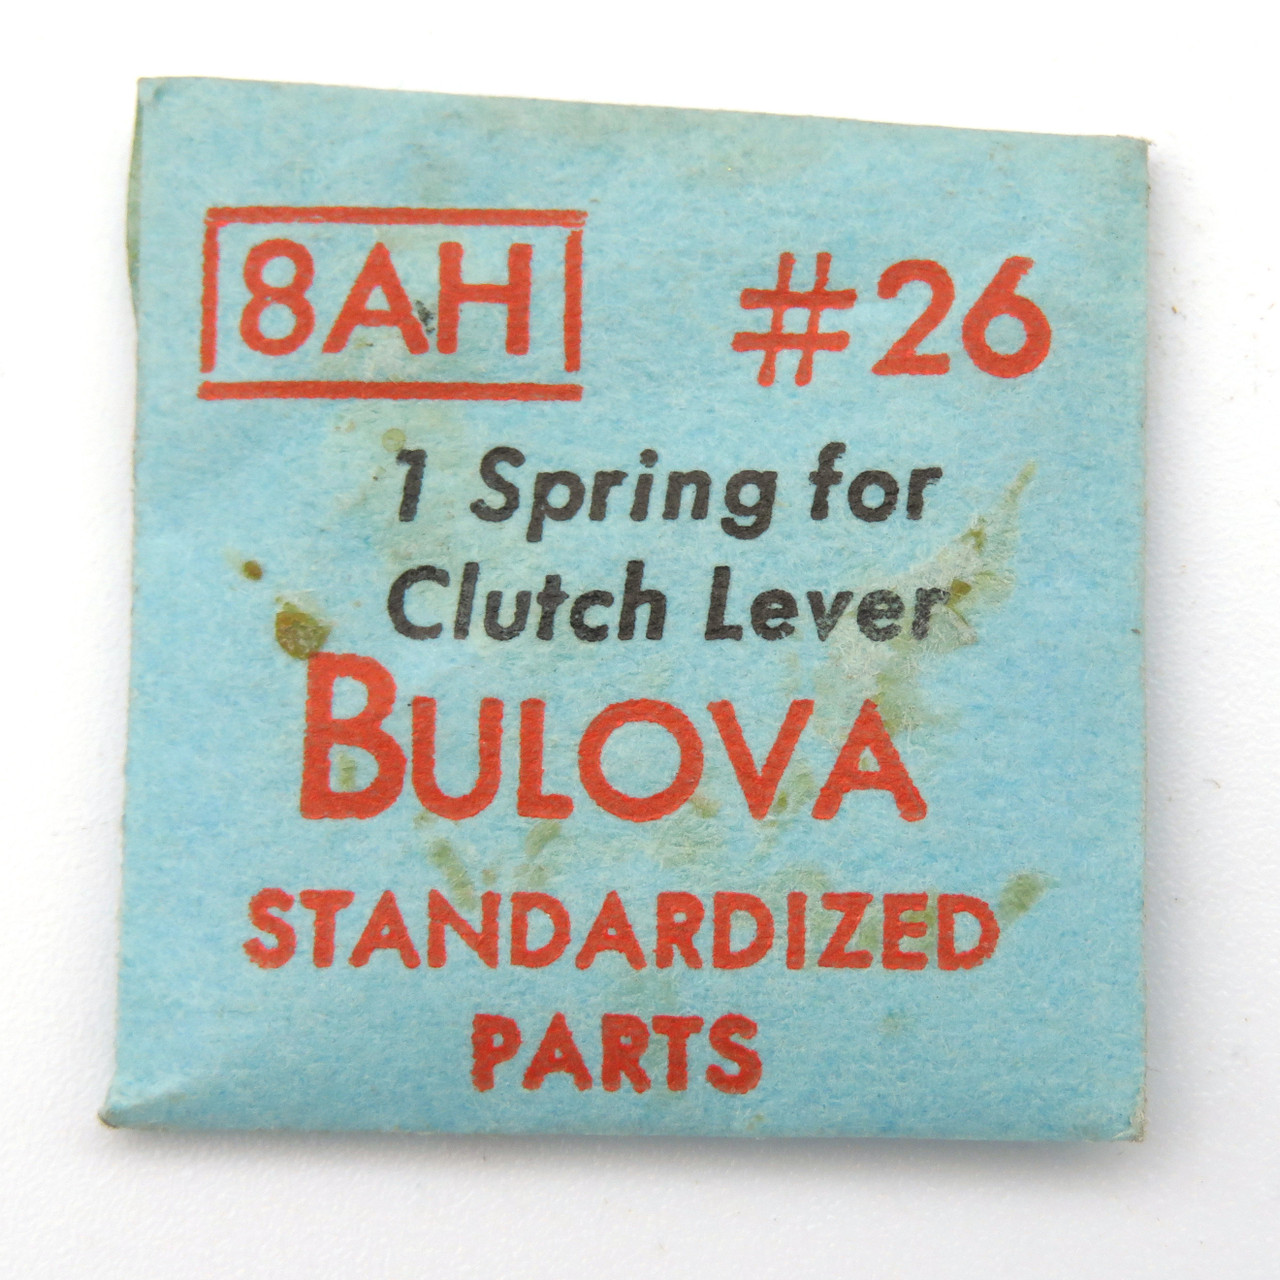 8AH #26
1 Spring for
Clutch Lever
BULOVA
STANDARDIZED
PARTS